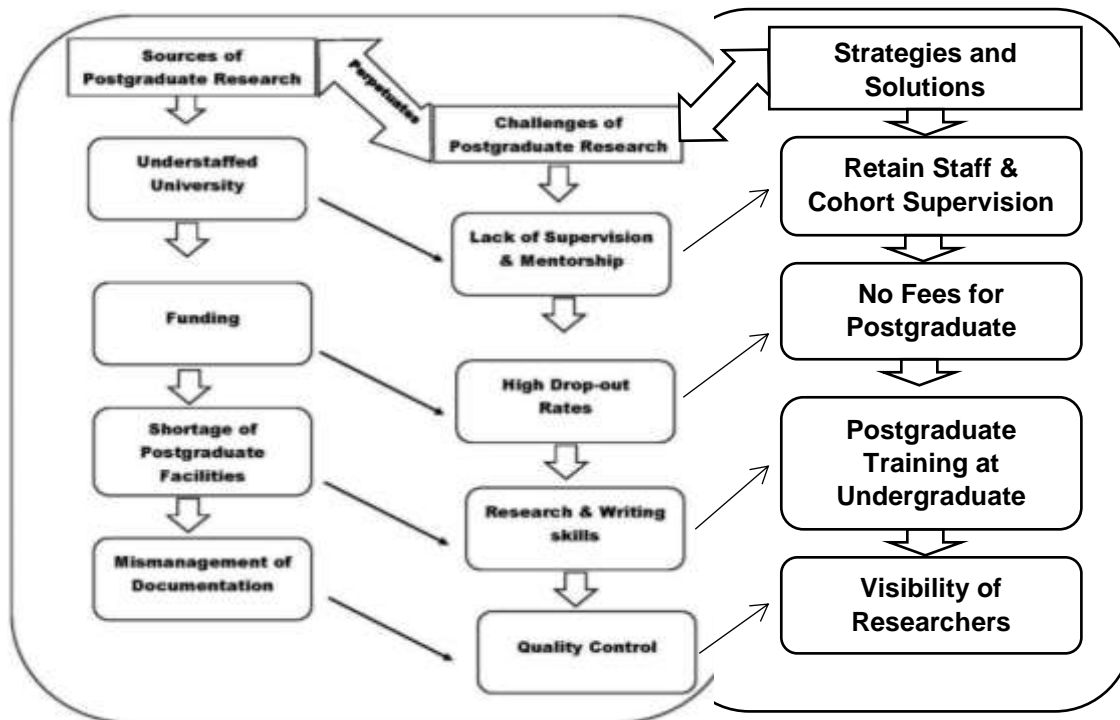 Sources of
Postgraduate Research
Understaffed
University
Funding
Shortage of
Postgraduate
Facilities
Mismanagement of
Documentation
Perpetuates
Challenges of
Postgraduate Research
Lack of Supervision
& Mentorship
High Drop-out
Rates
Research & Writing
skills
Quality Control
Strategies and
Solutions
Retain Staff &
Cohort Supervision
No Fees for
Postgraduate
Postgraduate
Training at
Undergraduate
Visibility of
Researchers